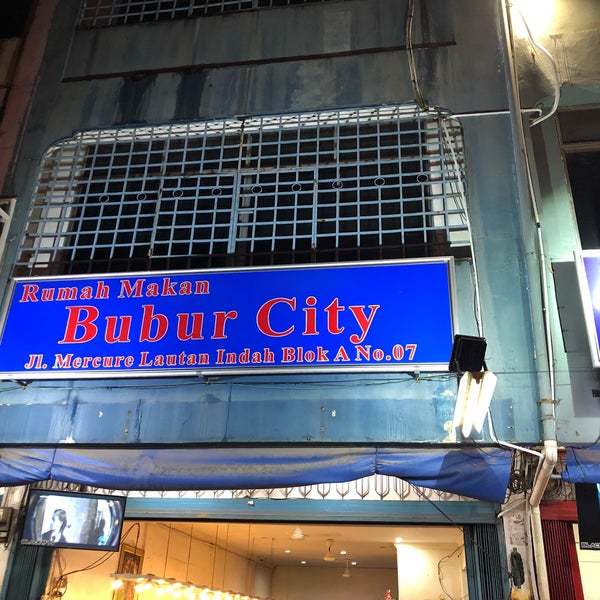 Rumah Makan
Bubur City
Jl. Mercure Lautan Indah Blok A No.07